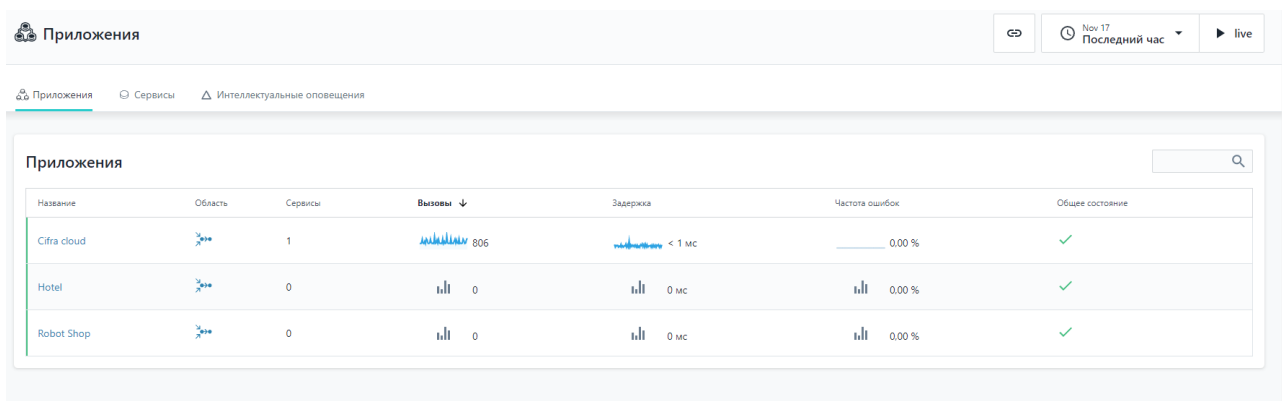 Приложения
Nov 17
Последний час
live
Приложения Сервисы Интеллектуальные оповещения
Приложения
Название Область Сервисы Вызовы Задержка Частота ошибок Общее состояние
Cifra cloud 1 806 < 1 мс 0,00 %
Hotel 0 0 0 мс 0,00 %
Robot Shop 0 0 0 мс 0,00 %